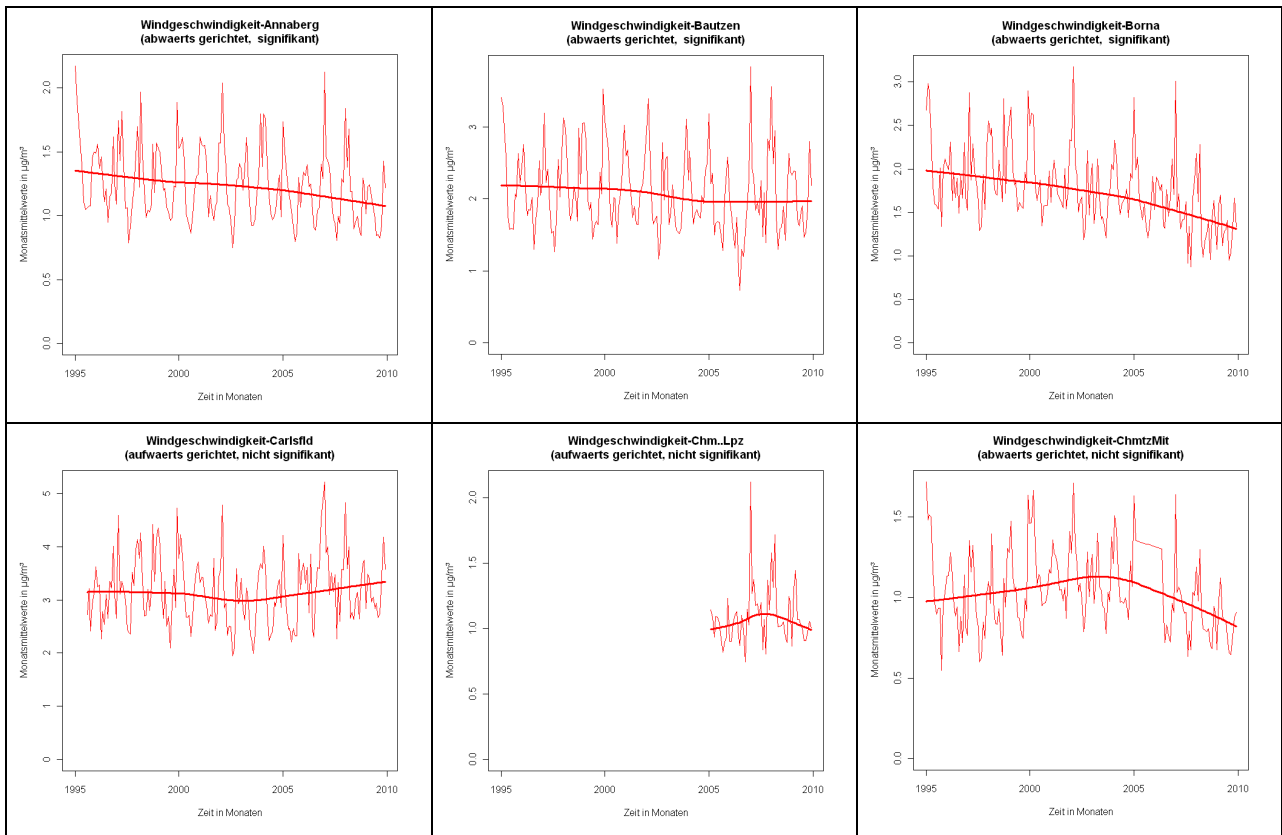 Windgeschwindigkeit-Annaberg
(abwaerts gerichtet, signifikant)
Monatsmittelwerte in µg/m³
2.0
1.5
1.0
0.5
0.0
1995 2000 2005 2010
Zeit in Monaten
Windgeschwindigkeit-Bautzen
(abwaerts gerichtet, signifikant)
Monatsmittelwerte in µg/m³
3
2
1
0
1995 2000 2005 2010
Zeit in Monaten
Windgeschwindigkeit-Borna
(abwaerts gerichtet, signifikant)
Monatsmittelwerte in µg/m³
3.0
2.5
2.0
1.5
1.0
0.5
0.0
1995 2000 2005 2010
Zeit in Monaten
Windgeschwindigkeit-Carlsfld
(aufwaerts gerichtet, nicht signifikant)
Monatsmittelwerte in µg/m³
5
4
3
2
1
0
1995 2000 2005 2010
Zeit in Monaten
Windgeschwindigkeit-Chm..Lpz
(aufwaerts gerichtet, nicht signifikant)
Monatsmittelwerte in µg/m³
2.0
1.5
1.0
0.5
0.0
1995 2000 2005 2010
Zeit in Monaten
Windgeschwindigkeit-ChmtzMit
(abwaerts gerichtet, nicht signifikant)
Monatsmittelwerte in µg/m³
1.5
1.0
0.5
0.0
1995 2000 2005 2010
Zeit in Monaten